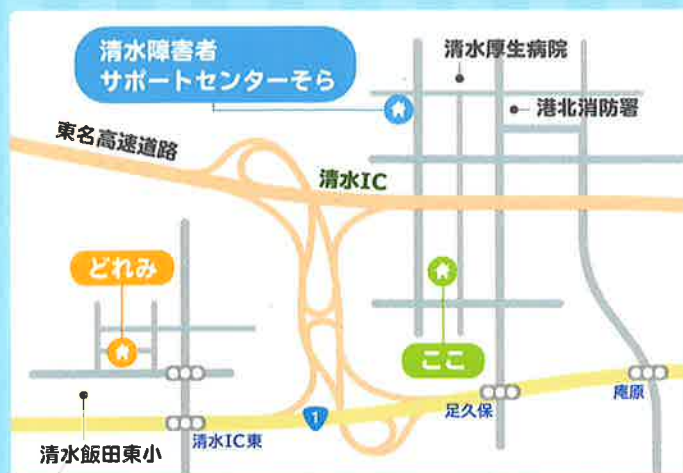 清水障害者
サポートセンターそら
清水厚生病院
港北消防署
東名高速道路
清水IC
どれみ
ここ
庵原
足久保
1
清水IC東
清水飯田東小